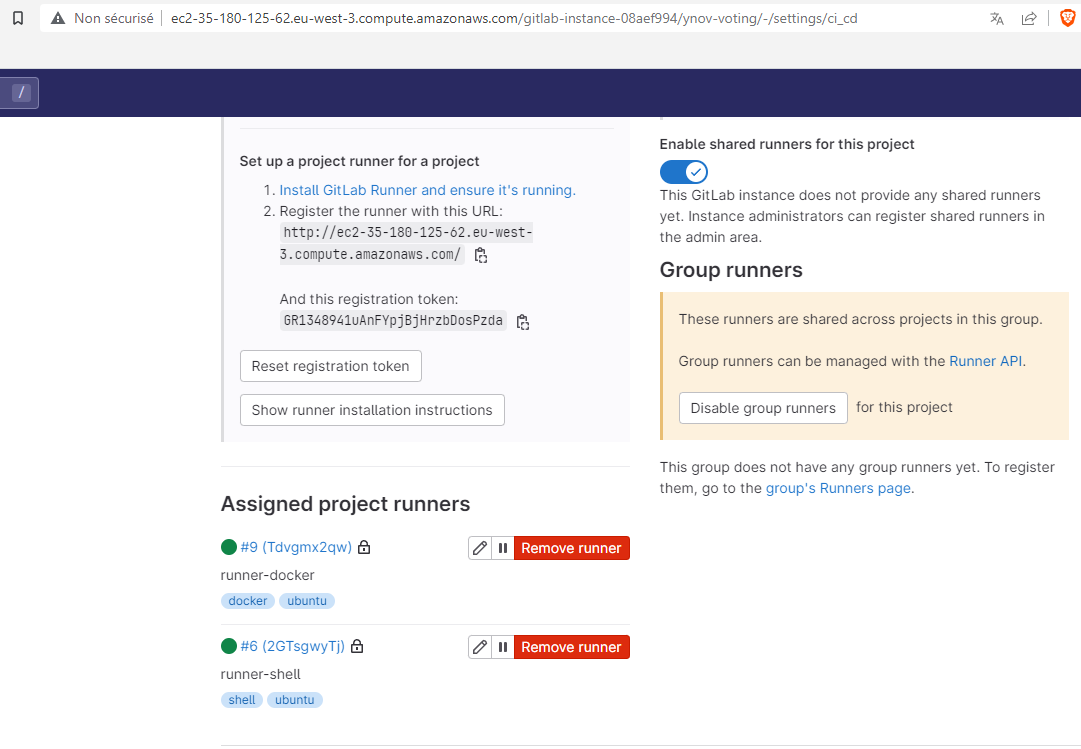 Non sécurisé
ec2-35-180-125-62.eu-west-3.compute.amazonaws.com/gitlab-instance-08aef994/ynov-voting/-/settings/ci_cd
/
Set up a project runner for a project
1. Install GitLab Runner and ensure it's running.
2. Register the runner with this URL:
http://ec2-35-180-125-62.eu-west-
3.compute.amazonaws.com/
And this registration token:
GR1348941uAnFYpjBjHrzbDosPzda
Reset registration token
Show runner installation instructions
Assigned project runners
#9 (Tdvgmx2qw)
Remove runner
runner-docker
docker
ubuntu
#6 (2GTsgwyTj)
Remove runner
runner-shell
shell
ubuntu
Enable shared runners for this project
This GitLab instance does not provide any shared runners
yet. Instance administrators can register shared runners in
the admin area.
Group runners
These runners are shared across projects in this group.
Group runners can be managed with the Runner API.
Disable group runners
for this project
This group does not have any group runners yet. To register
them, go to the group's Runners page.